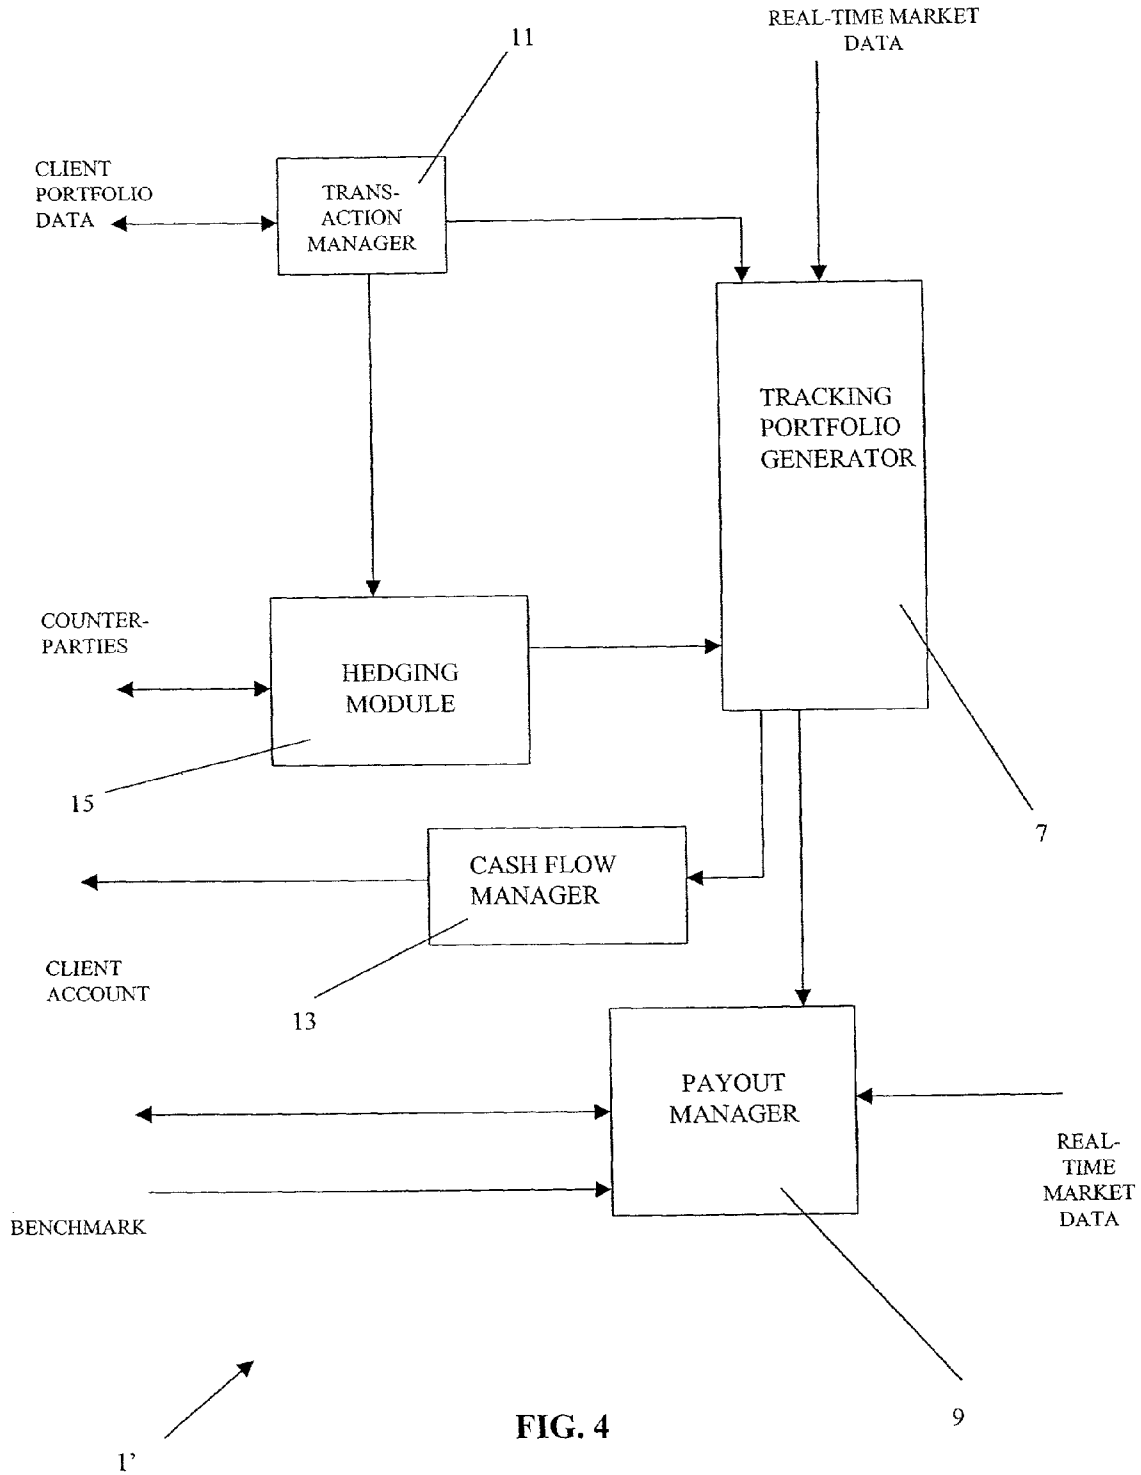 REAL-TIME MARKET
DATA
11
CLIENT
PORTFOLIO
DATA
TRANS-
ACTION
MANAGER
TRACKING
PORTFOLIO
GENERATOR
COUNTER-
PARTIES
HEDGING
MODULE
15
7
CASH FLOW
MANAGER
CLIENT
ACCOUNT
13
PAYOUT
MANAGER
REAL-
TIME
MARKET
DATA
BENCHMARK
9
FIG. 4
1’